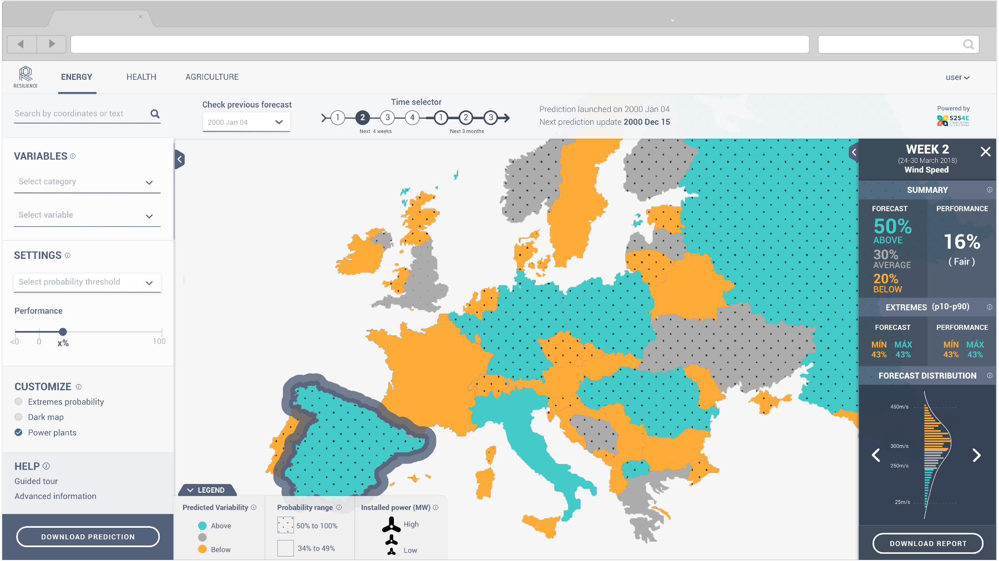 RESILIENCE
ENERGY
HEALTH
AGRICULTURE
user
Search by coordinates or text
Check previous forecast
2000 Jan 04
Time selector
1 2 3 4 1 2 3
Next 4 weeks
Next 3 months
Prediction launched on 2000 Jan 04
Next prediction update 2000 Dec 15
Powered by
S2S4E
Climate Services
for Clean Energy
VARIABLES
Select category
Select variable
SETTINGS
Select probability threshold
Performance
<0 0 x% 100
CUSTOMIZE
Extremes probability
Dark map
Power plants
HELP
Guided tour
Advanced information
DOWNLOAD PREDICTION
LEGEND
Predicted Variability
Above
Below
Probability range
50% to 100%
34% to 49%
Installed power (MW)
High
Low
WEEK 2
(24-30 March 2018)
Wind Speed
SUMMARY
FORECAST
50%
ABOVE
30%
AVERAGE
20%
BELOW
PERFORMANCE
16%
( Fair )
EXTREMES (p10-p90)
FORECAST
MÍN MÁX
43% 43%
PERFORMANCE
MÍN MÁX
43% 43%
FORECAST DISTRIBUTION
450m/s
300m/s
250m/s
25m/s
DOWNLOAD REPORT